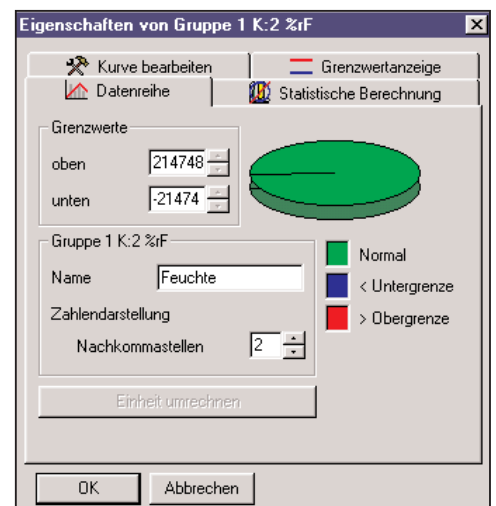 Eigenschaften von Gruppe 1 K:2 %rF
Kurve bearbeiten
Grenzwertanzeige
Datenreihe
Statistische Berechnung
Grenzwerte
oben 214748
unten -21474
Gruppe 1 K:2 %rF
Name Feuchte
Zahlendarstellung
Nachkommastellen 2
Normal
< Untergrenze
> Obergrenze
Einheit umrechnen
OK Abbrechen